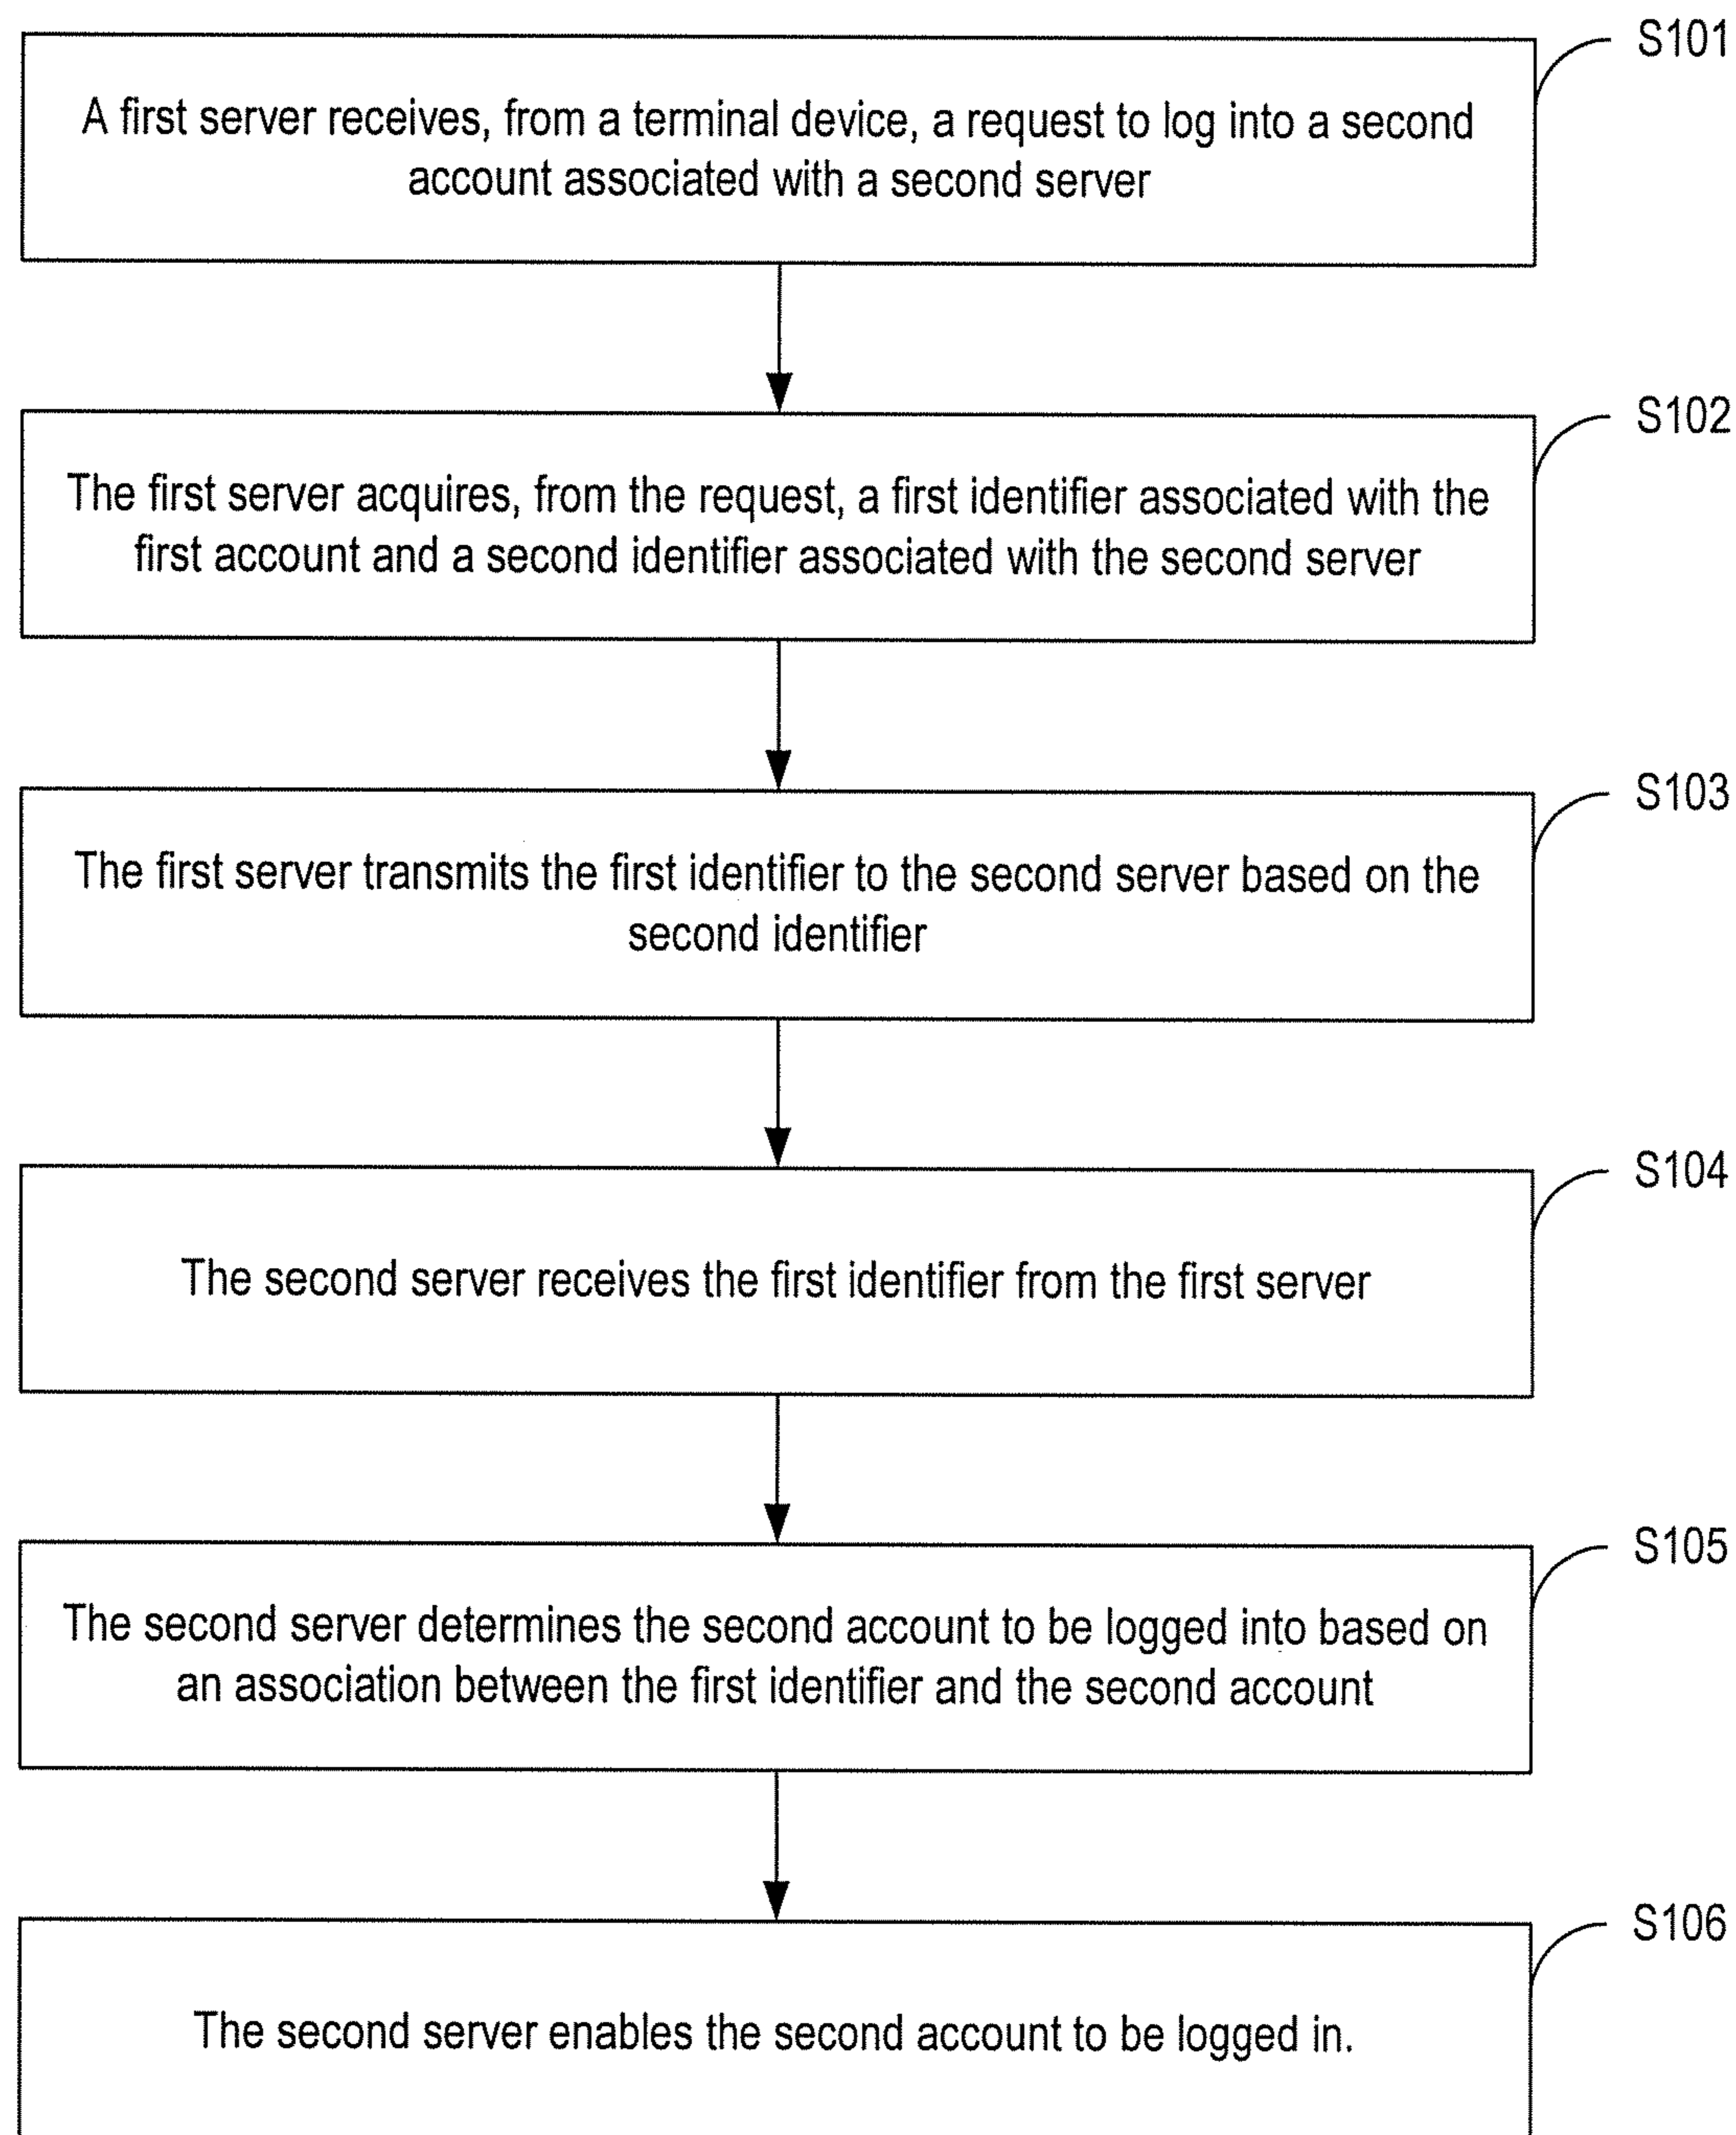 S101
A first server receives, from a terminal device, a request to log into a second
account associated with a second server
S102
The first server acquires, from the request, a first identifier associated with the
first account and a second identifier associated with the second server
S103
The first server transmits the first identifier to the second server based on the
second identifier
S104
The second server receives the first identifier from the first server
S105
The second server determines the second account to be logged into based on
an association between the first identifier and the second account
S106
The second server enables the second account to be logged in.